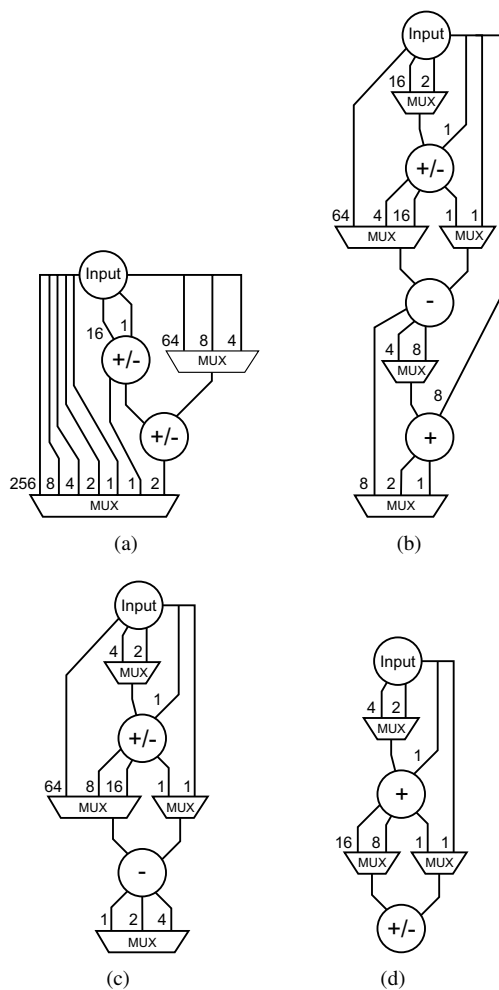 Input
16 2
MUX
1
+/-
64 4 16 1 1
MUX MUX
-
4 8
MUX
8
+
8 2 1
MUX
(b)
Input
16 1
64 8 4
+/-
MUX
+/-
256 8 4 2 1 1 2
MUX
(a)
Input
4 2
MUX
1
+/-
64 8 16 1 1
MUX MUX
-
1 2 4
MUX
(c)
Input
4 2
MUX
1
+
16 8 1 1
MUX MUX
+/-
(d)